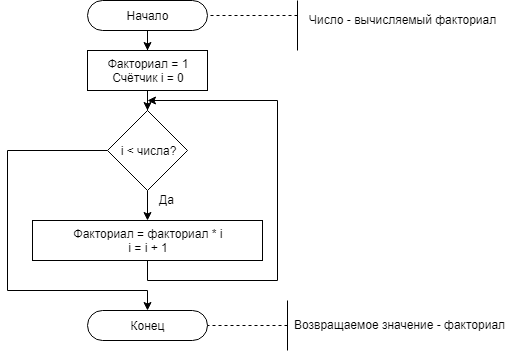 Начало
Число - вычисляемый факториал
Факториал = 1
Счётчик i = 0
i < числа?
Да
Факториал = факториал * i
i = i + 1
Конец
Возвращаемое значение - факториал